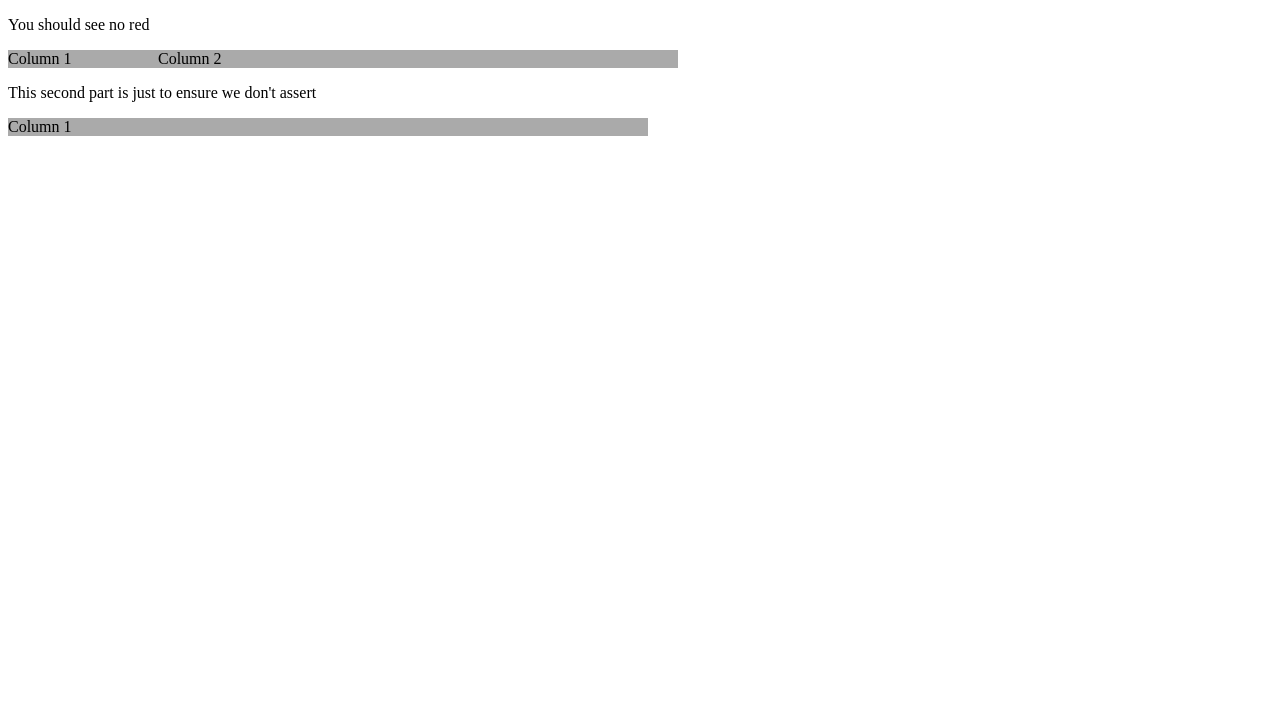 You should see no red
Column 1 Column 2
This second part is just to ensure we don't assert
Column 1